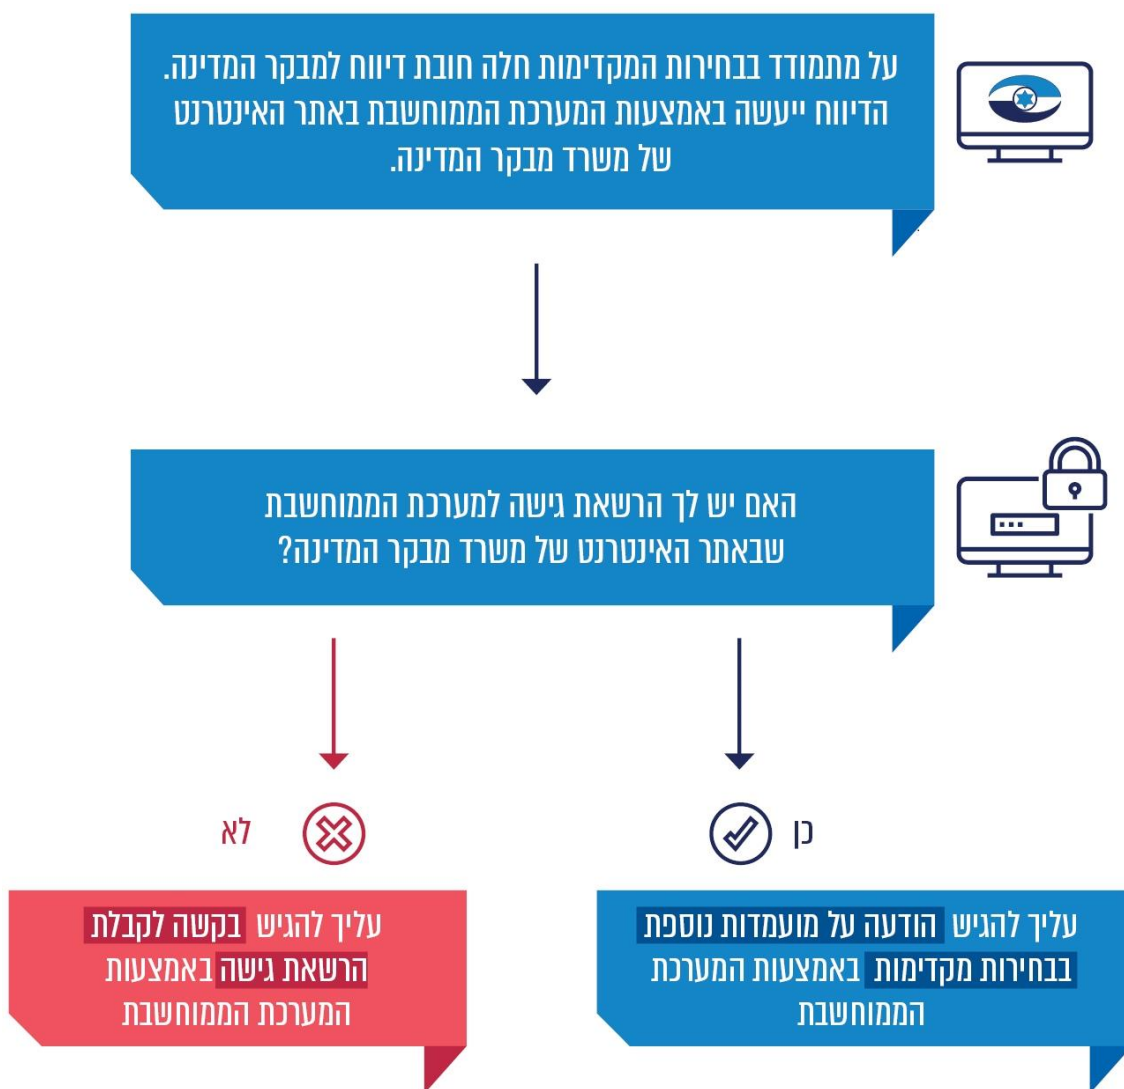 על מתמודד בבחירות המקדימות חלה חובת דיווח למבקר המדינה.
הדיווח ייעשה באמצעות המערכת הממוחשבת באתר האינטרנט
של משרד מבקר המדינה.
האם יש לך הרשאת גישה למערכת הממוחשבת
שבאתר האינטרנט של משרד מבקר המדינה?
כן
לא
עליך להגיש הודעה על מועמדות נוספת
בבחירות מקדימות באמצעות המערכת
הממוחשבת
עליך להגיש בקשה לקבלת
הרשאת גישה באמצעות
המערכת הממוחשבת